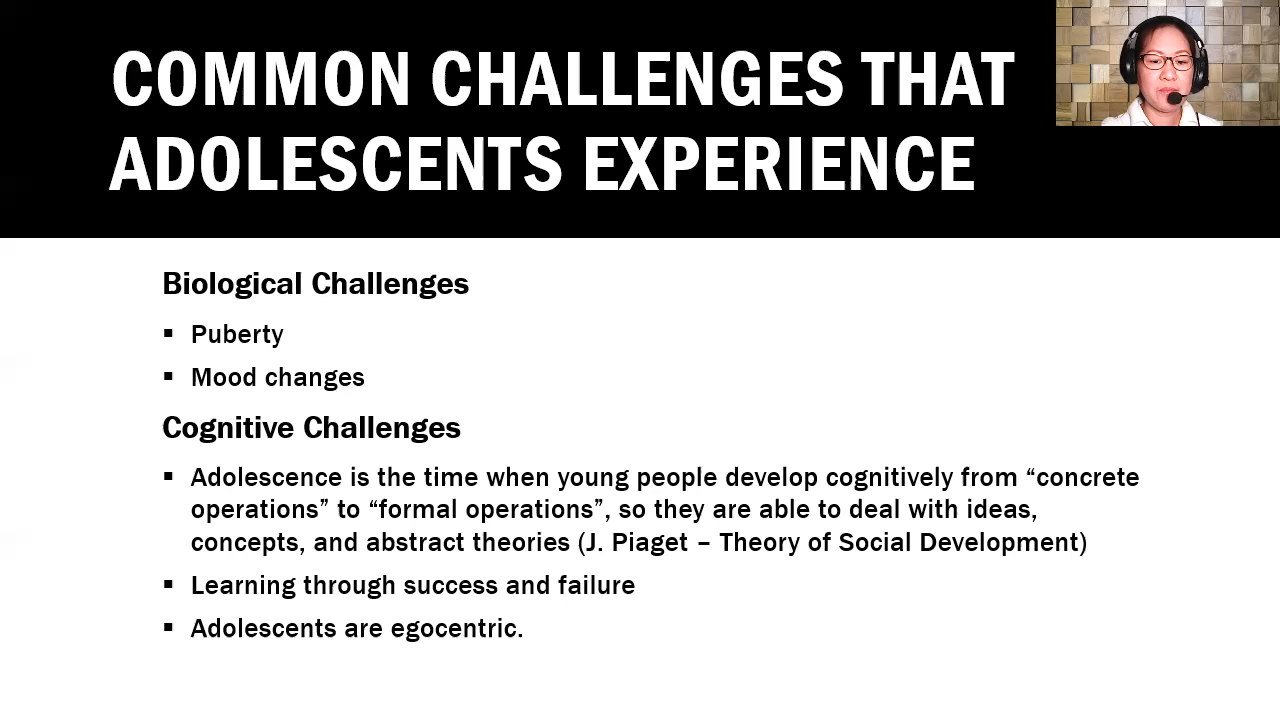 COMMON CHALLENGES THAT
ADOLESCENTS EXPERIENCE
Biological Challenges
▪ Puberty
▪ Mood changes
Cognitive Challenges
▪ Adolescence is the time when young people develop cognitively from “concrete
operations” to “formal operations”, so they are able to deal with ideas,
concepts, and abstract theories (J. Piaget – Theory of Social Development)
▪ Learning through success and failure
▪ Adolescents are egocentric.